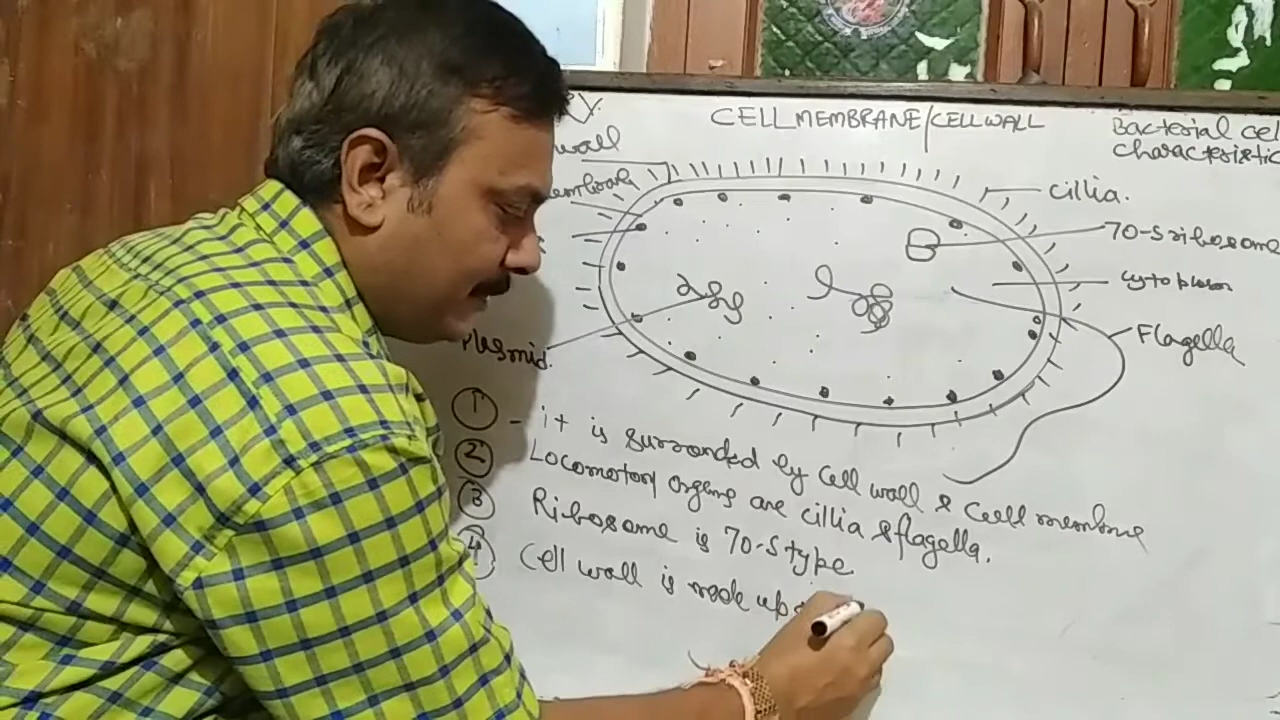 CELL MEMBRANE/CELL WALL
Bacterial cel
characteristic
wall
cillia.
70-S ribosome
cytoplasm
Flagella
Plasmid.
① - it is surrounded by cell wall & cell membrane
② Locomotory organs are cillia & flagella.
③ Ribosome is 70-S type
④ Cell wall is made up